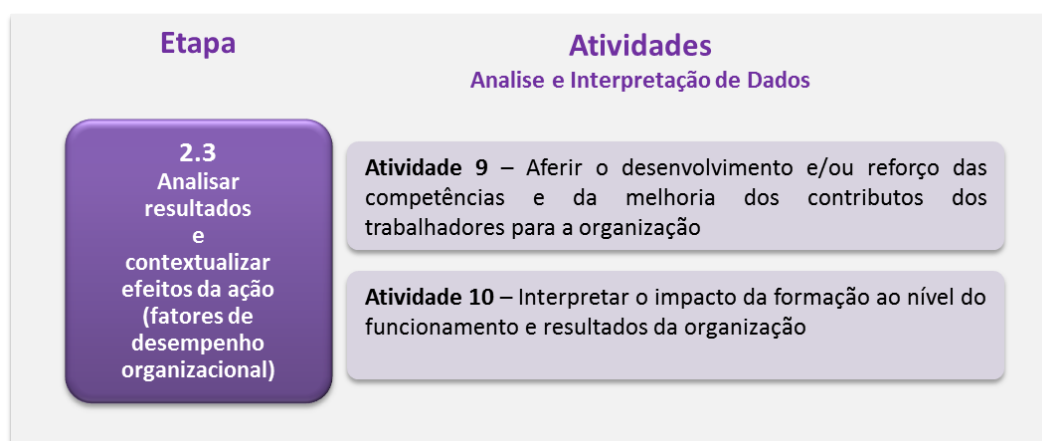 Etapa
Atividades
Analise e Interpretação de Dados
2.3
Analisar
resultados
e
contextualizar
efeitos da ação
(fatores de
desempenho
organizacional)
Atividade 9 – Aferir o desenvolvimento e/ou reforço das
competências e da melhoria dos contributos dos
trabalhadores para a organização
Atividade 10 – Interpretar o impacto da formação ao nível do
funcionamento e resultados da organização